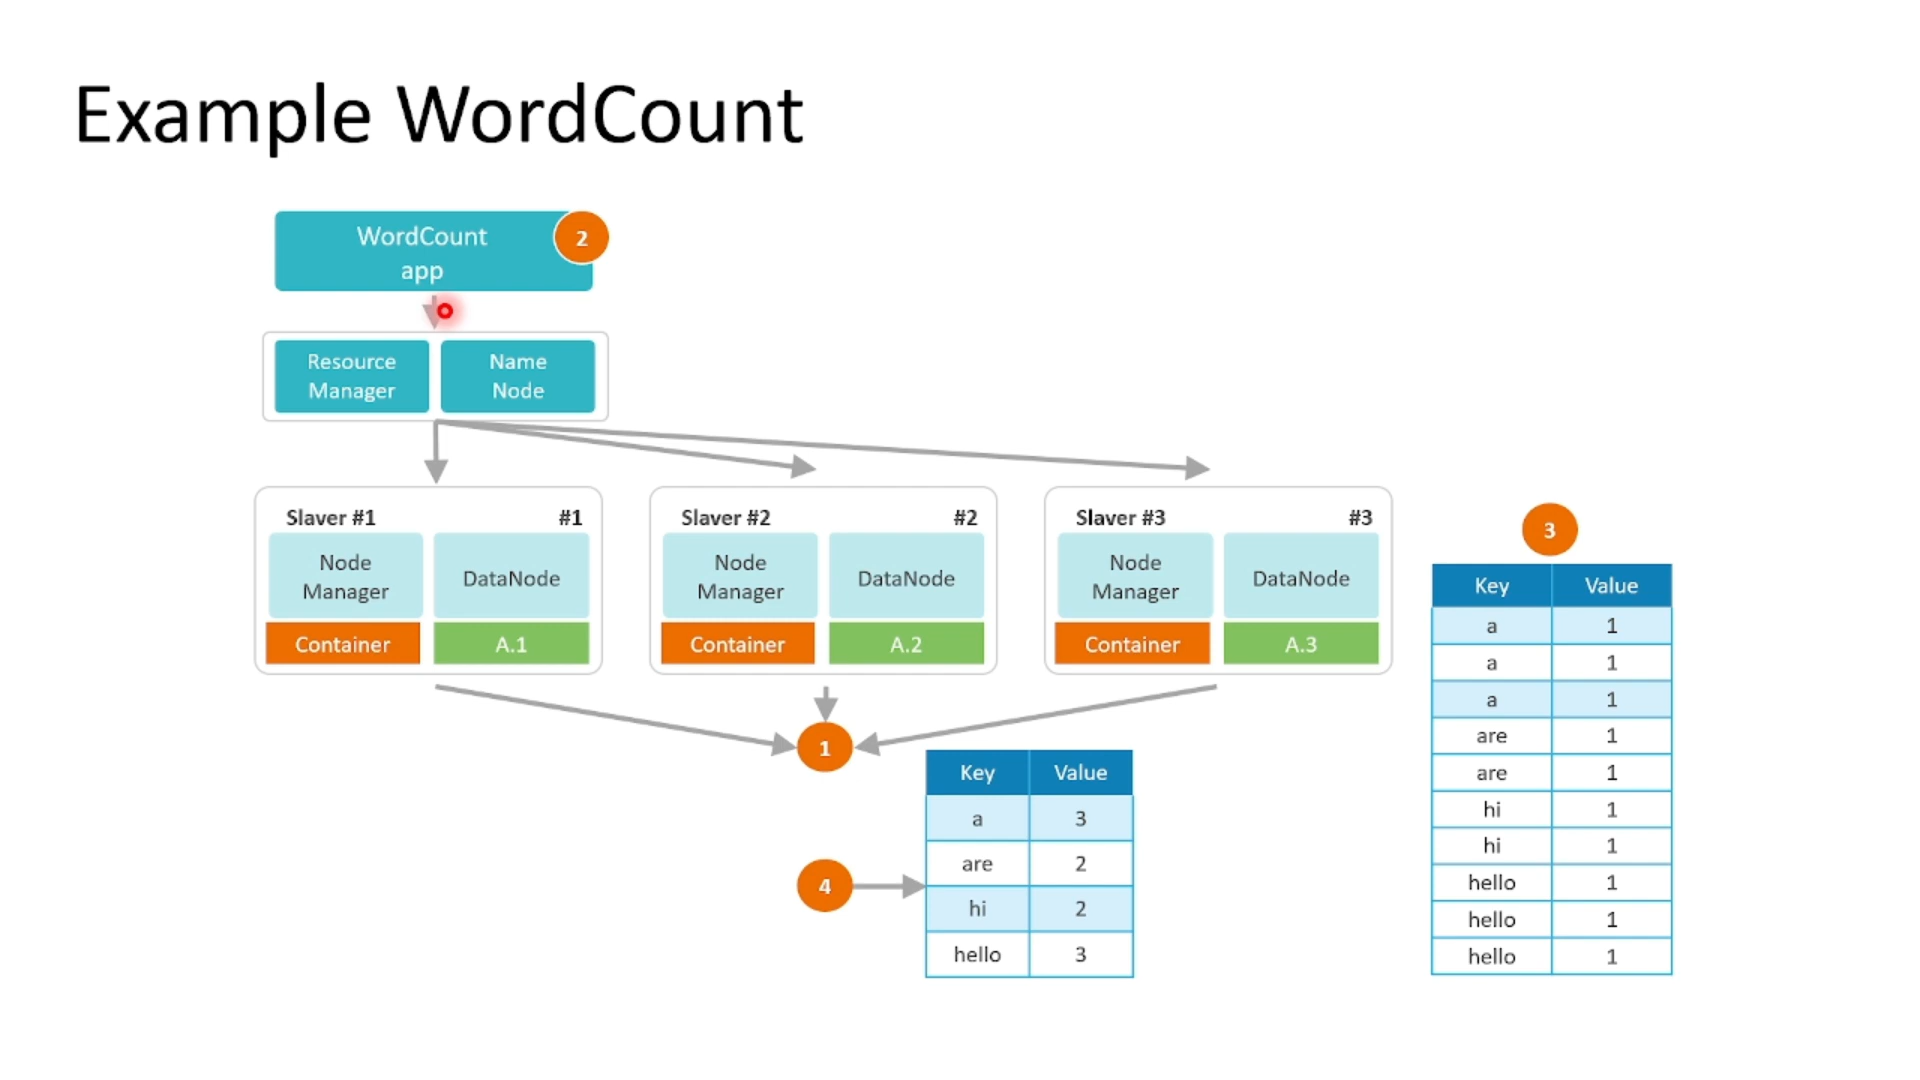 Example WordCount
WordCount
app
2
Resource
Manager
Name
Node
Slaver #1
#1
Node
Manager
DataNode
Container
A.1
Slaver #2
#2
Node
Manager
DataNode
Container
A.2
Slaver #3
#3
Node
Manager
DataNode
Container
A.3
1
4
Key Value
a 3
are 2
hi 2
hello 3
3
Key Value
a 1
a 1
a 1
are 1
are 1
hi 1
hi 1
hello 1
hello 1
hello 1